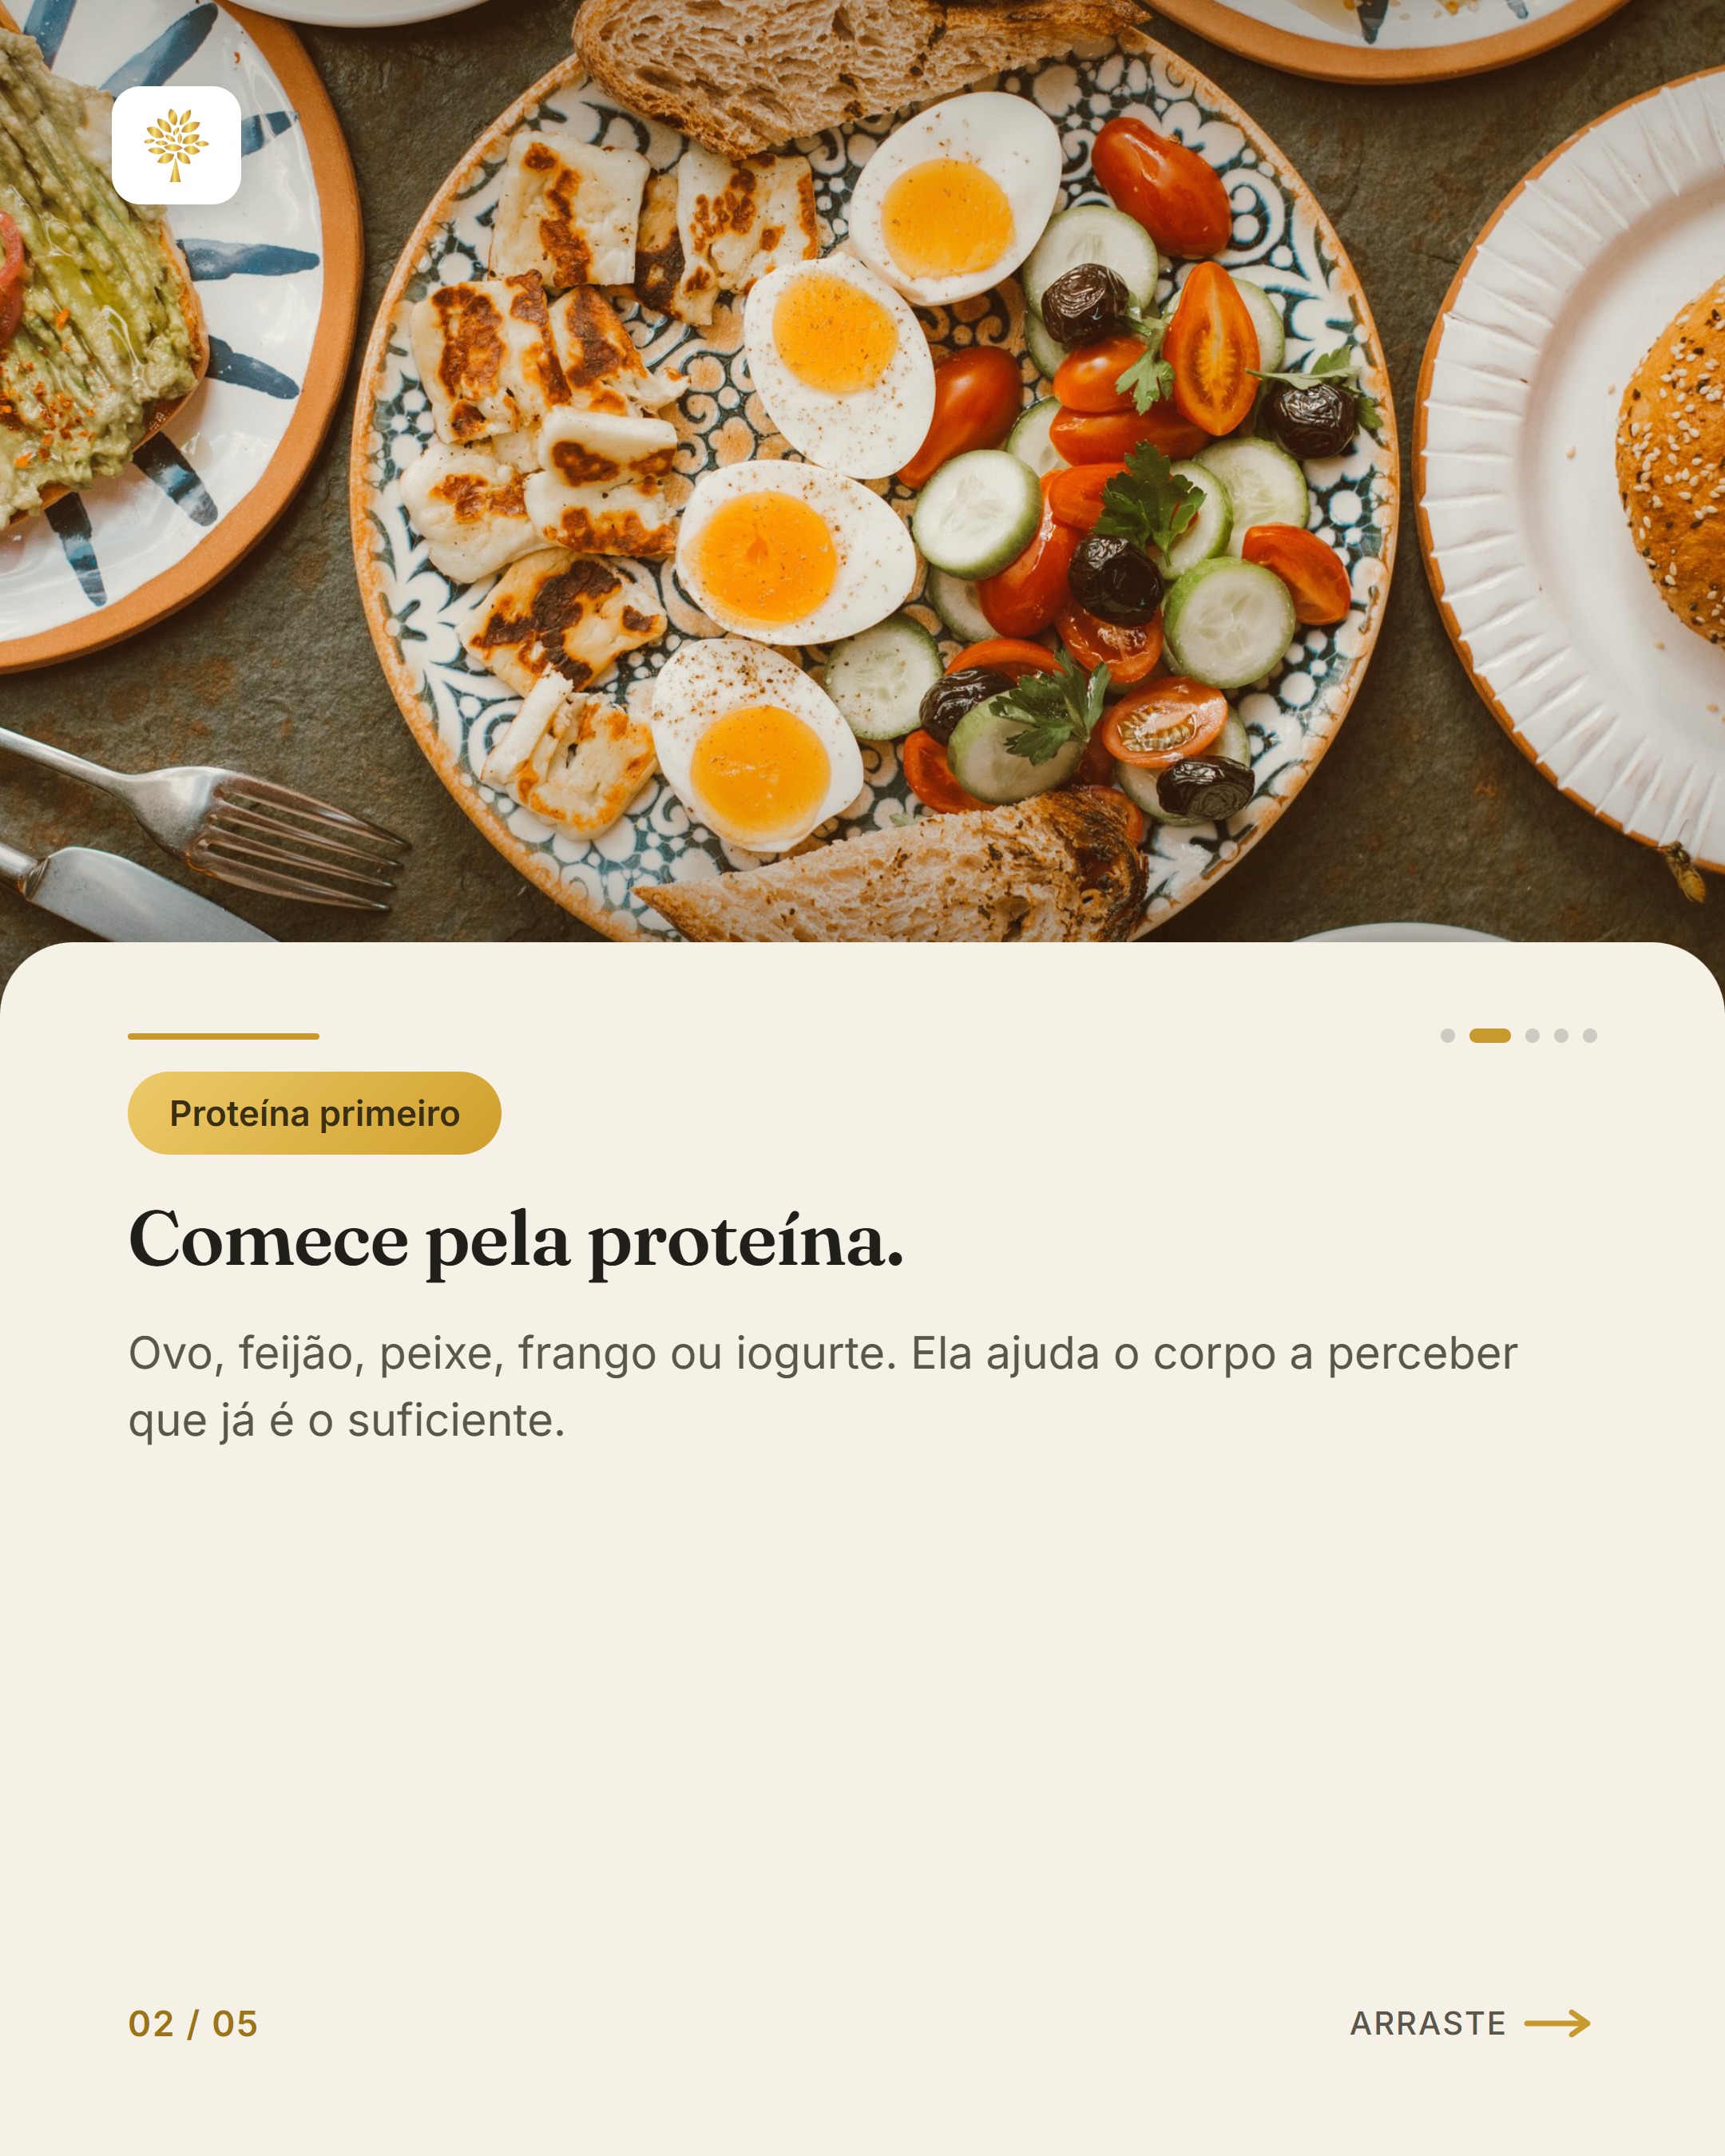 Proteína primeiro
Comece pela proteína.
Ovo, feijão, peixe, frango ou iogurte. Ela ajuda o corpo a perceber
que já é o suficiente.
02 / 05
ARRASTE